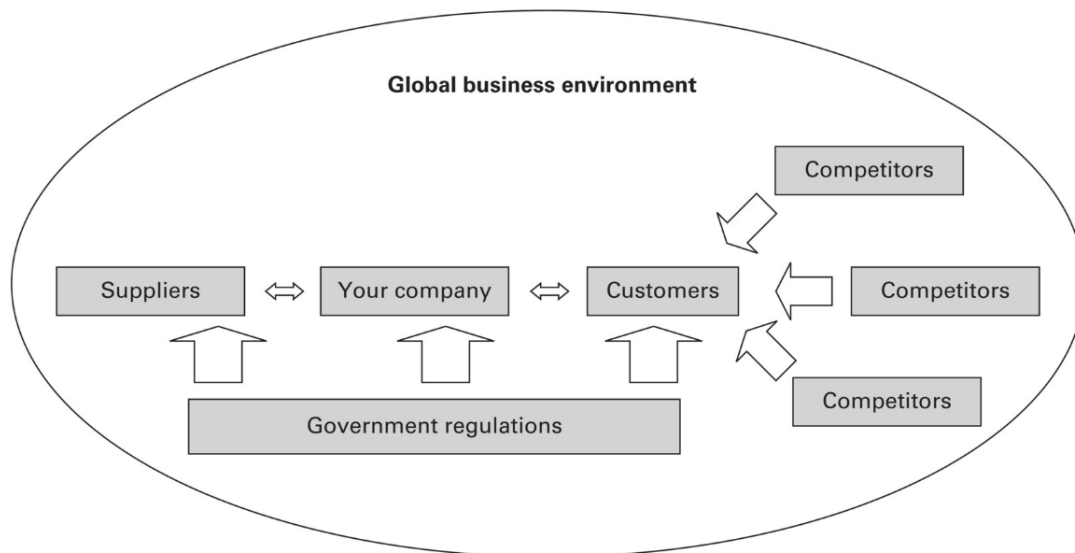 Global business environment
Competitors
Suppliers
Your company
Customers
Competitors
Competitors
Government regulations